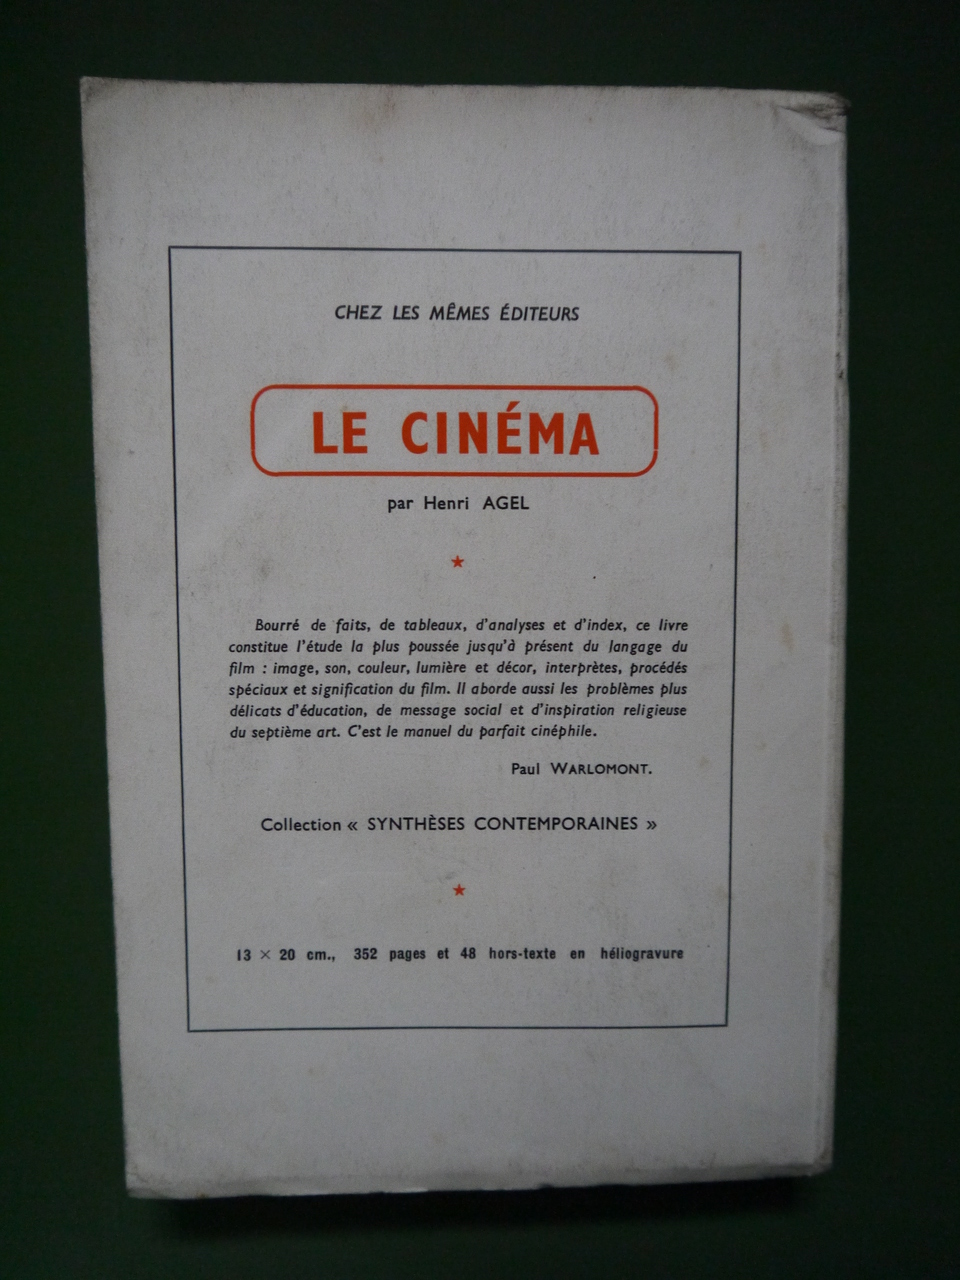 CHEZ LES MÊMES ÉDITEURS
LE CINÉMA
par Henri AGEL
Bourré de faits, de tableaux, d'analyses et d'index, ce livre
constitue l'étude la plus poussée jusqu'à présent du langage du
film : image, son, couleur, lumière et décor, interprètes, procédés
spéciaux et signification du film. Il aborde aussi les problèmes plus
délicats d'éducation, de message social et d'inspiration religieuse
du septième art. C'est le manuel du parfait cinéphile.
Paul WARLOMONT.
Collection « SYNTHÈSES CONTEMPORAINES »
13 × 20 cm., 352 pages et 48 hors-texte en héliogravure